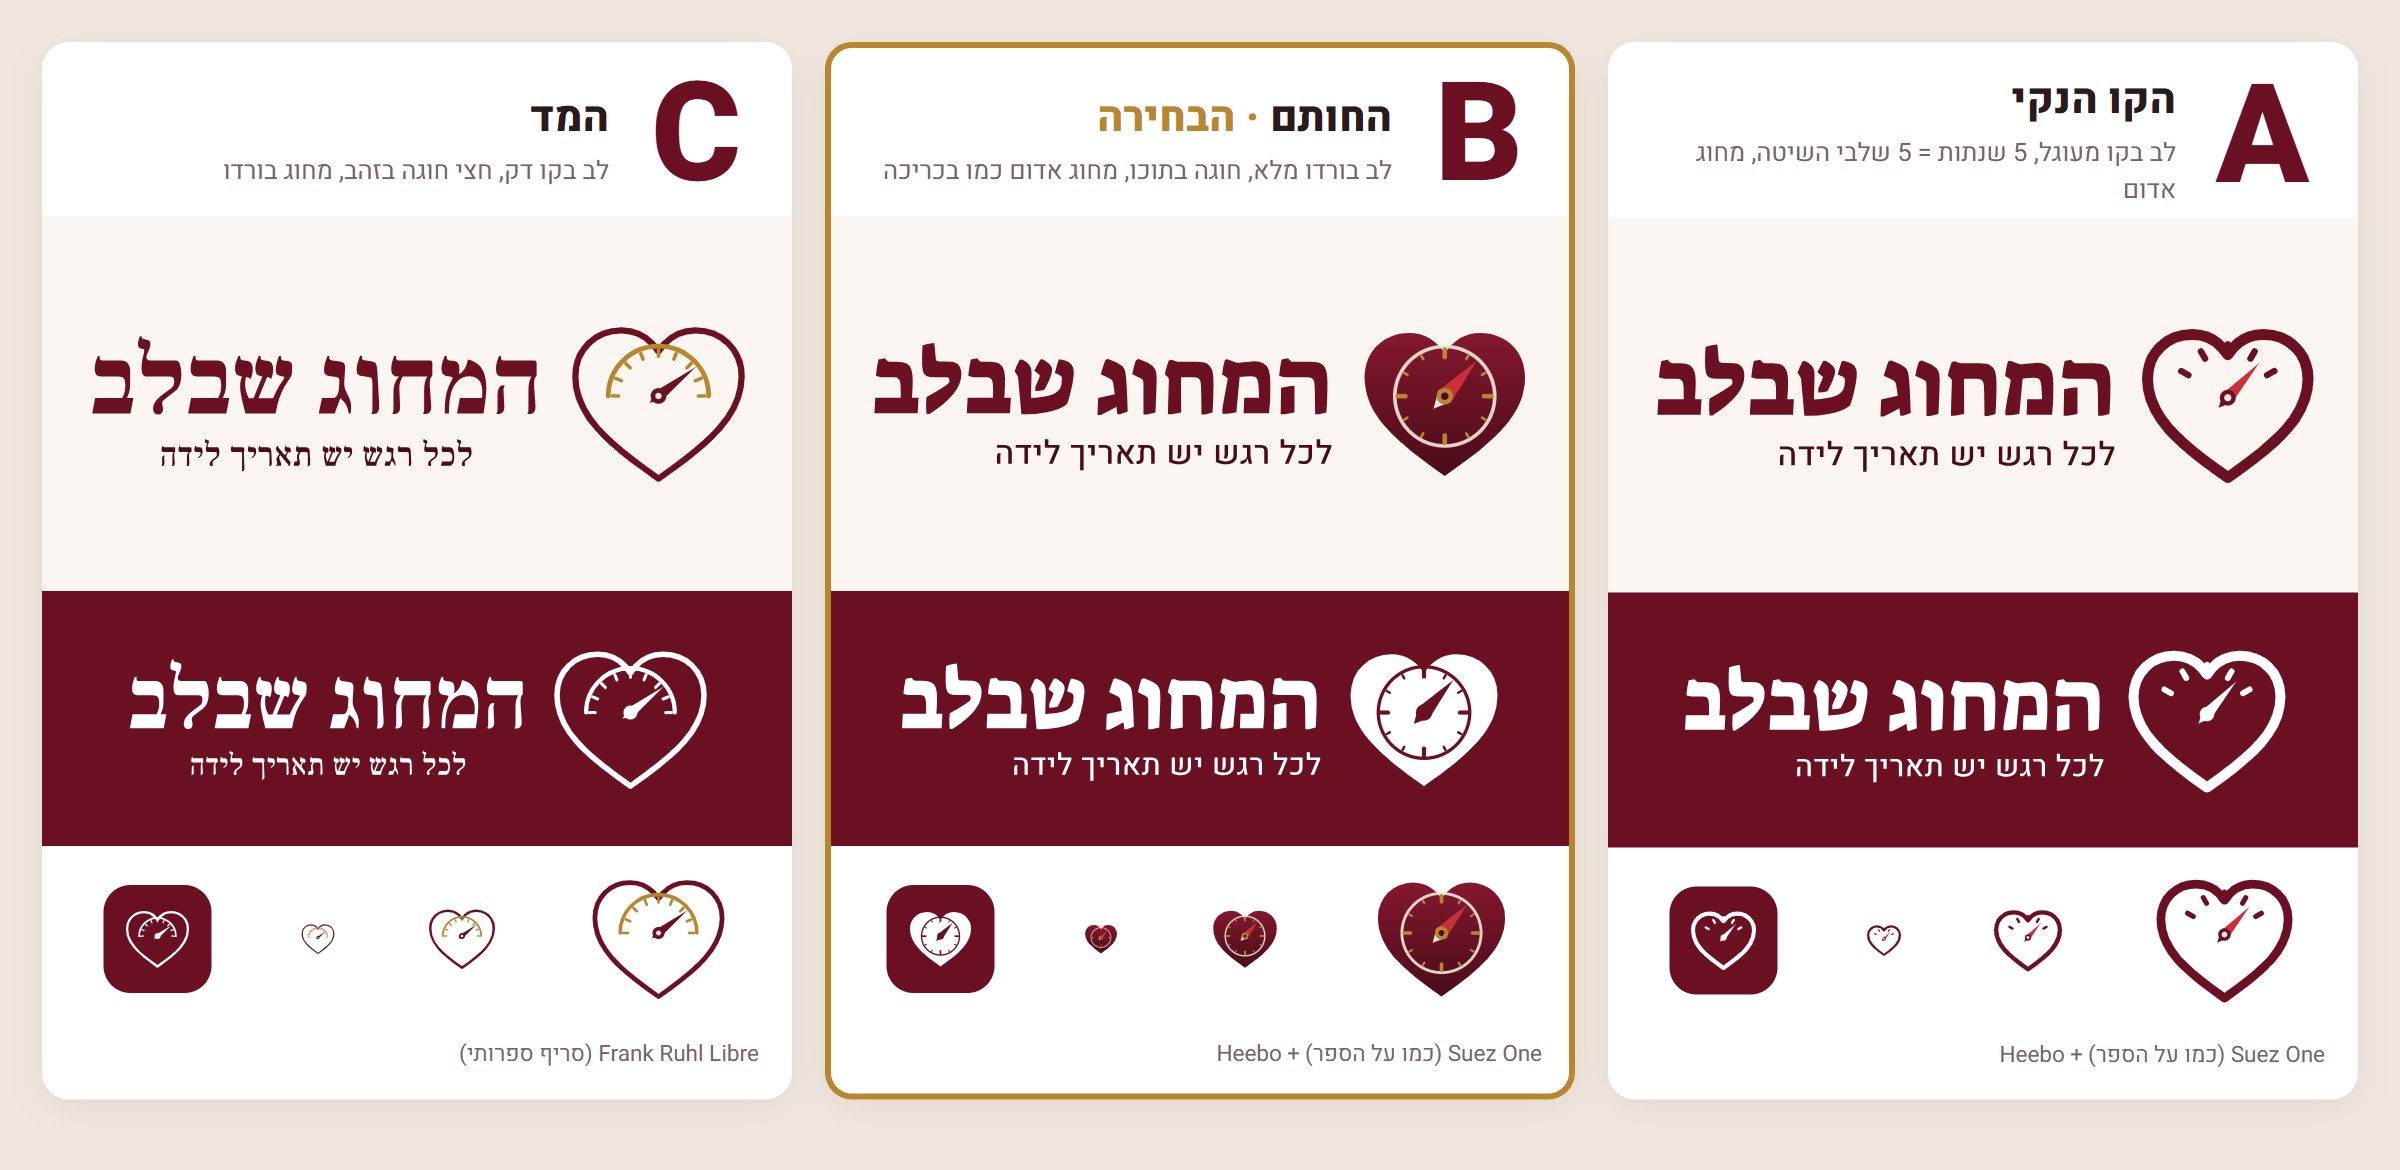 A
הקו הנקי
לב בקו מעוגל, 5 שנתות = 5 שלבי השיטה, מחוג
אדום
המחוג שבלב
לכל רגש יש תאריך לידה
המחוג שבלב
לכל רגש יש תאריך לידה
Suez One (כמו על הספר) + Heebo
B
החותם · הבחירה
לב בורדו מלא, חוגה בתוכו, מחוג אדום כמו בכריכה
המחוג שבלב
לכל רגש יש תאריך לידה
המחוג שבלב
לכל רגש יש תאריך לידה
Suez One (כמו על הספר) + Heebo
C
המד
לב בקו דק, חצי חוגה בזהב, מחוג בורדו
המחוג שבלב
לכל רגש יש תאריך לידה
המחוג שבלב
לכל רגש יש תאריך לידה
Frank Ruhl Libre (סריף ספרותי)